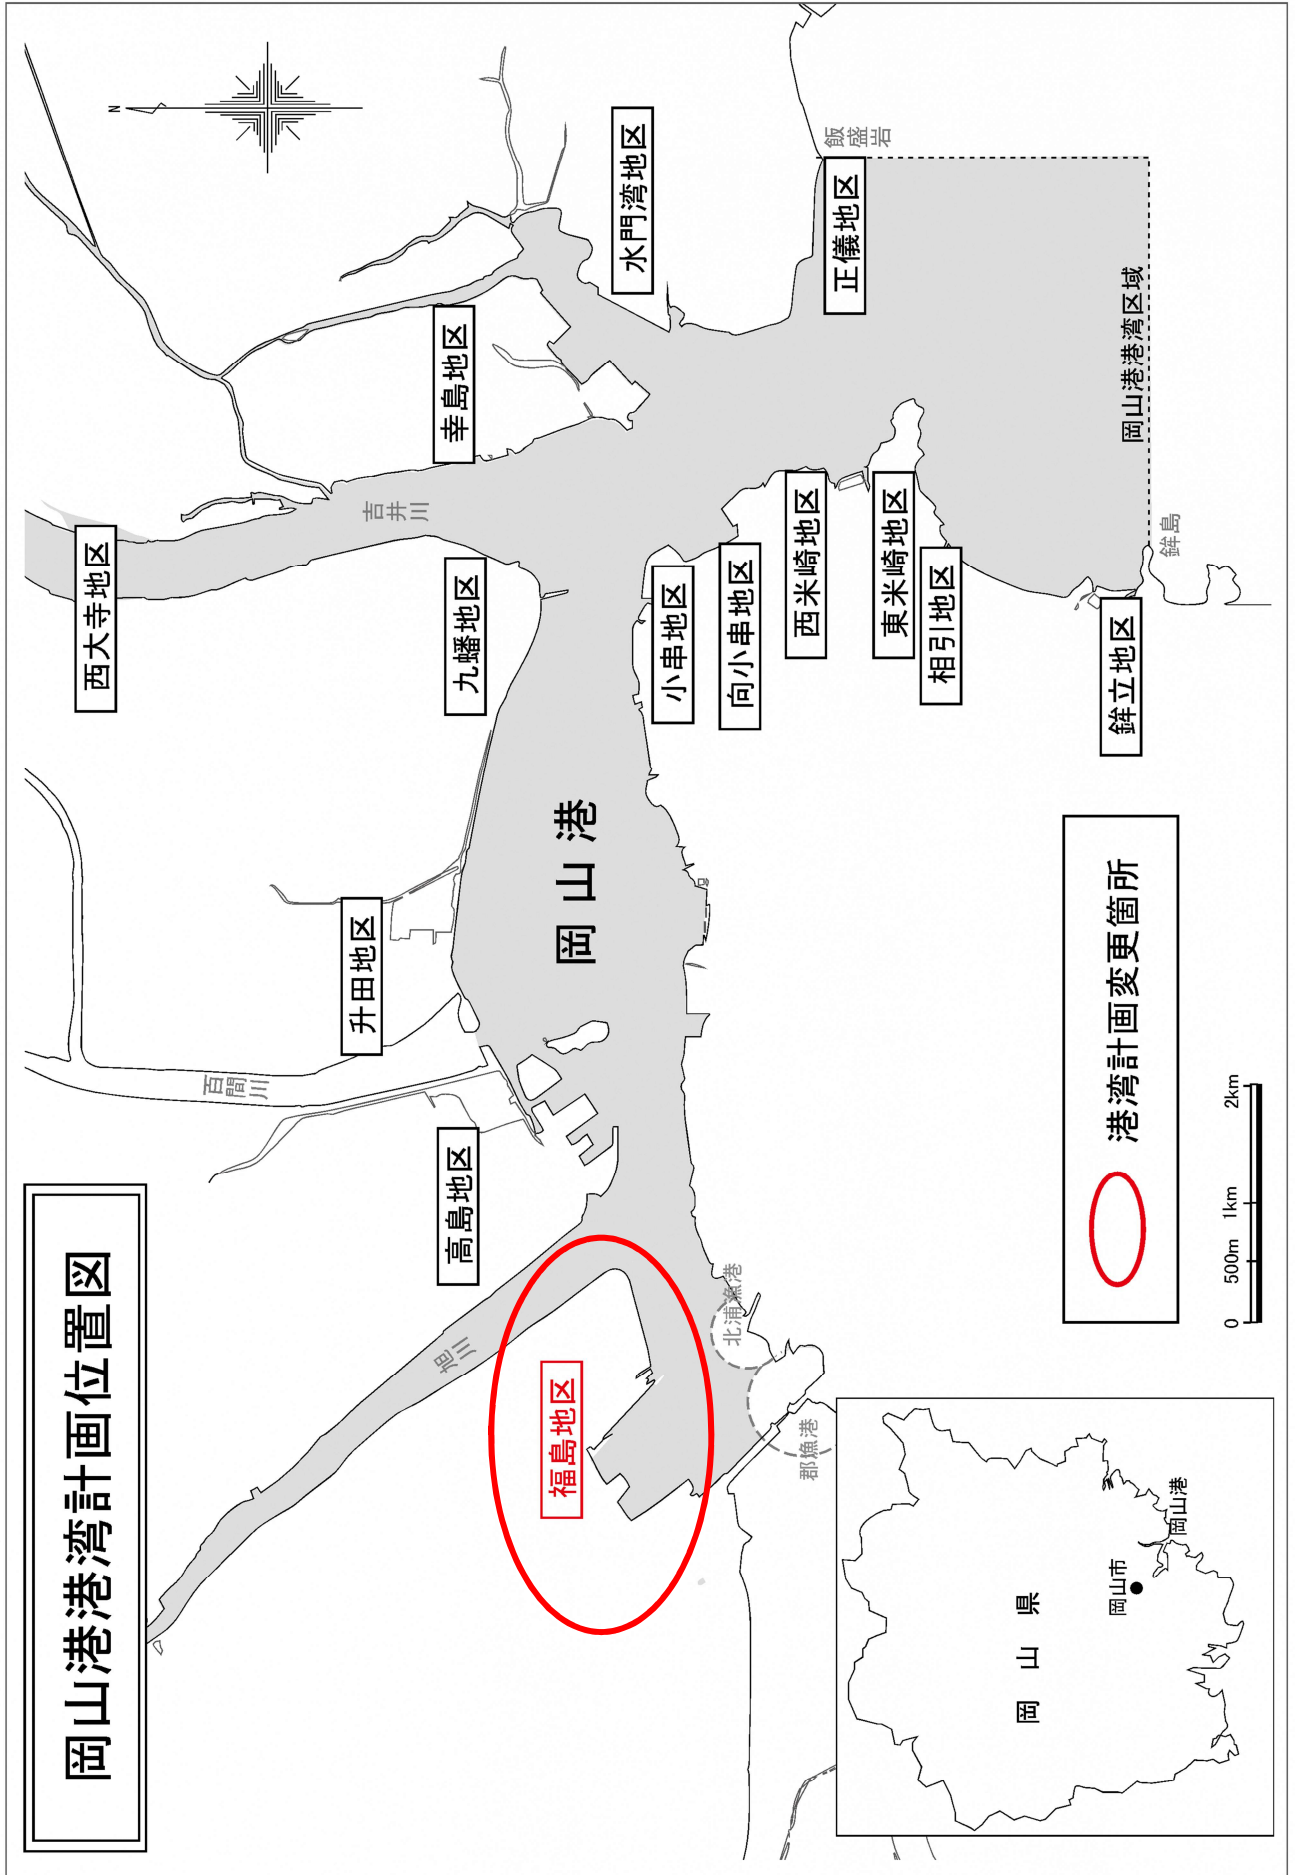 岡山港港湾計画位置図
N
西大寺地区
水門湾地区
幸島地区
吉井川
九蟠地区
升田地区
百間川
高島地区
旭川
福島地区
岡山港
小串地区
向小串地区
西米崎地区
東米崎地区
相引地区
鉾立地区
正儀地区
飯盛岩
岡山港港湾区域
鉾島
北浦漁港
郡漁港
港湾計画変更箇所
0 500m 1km 2km
岡山県
岡山市
岡山港